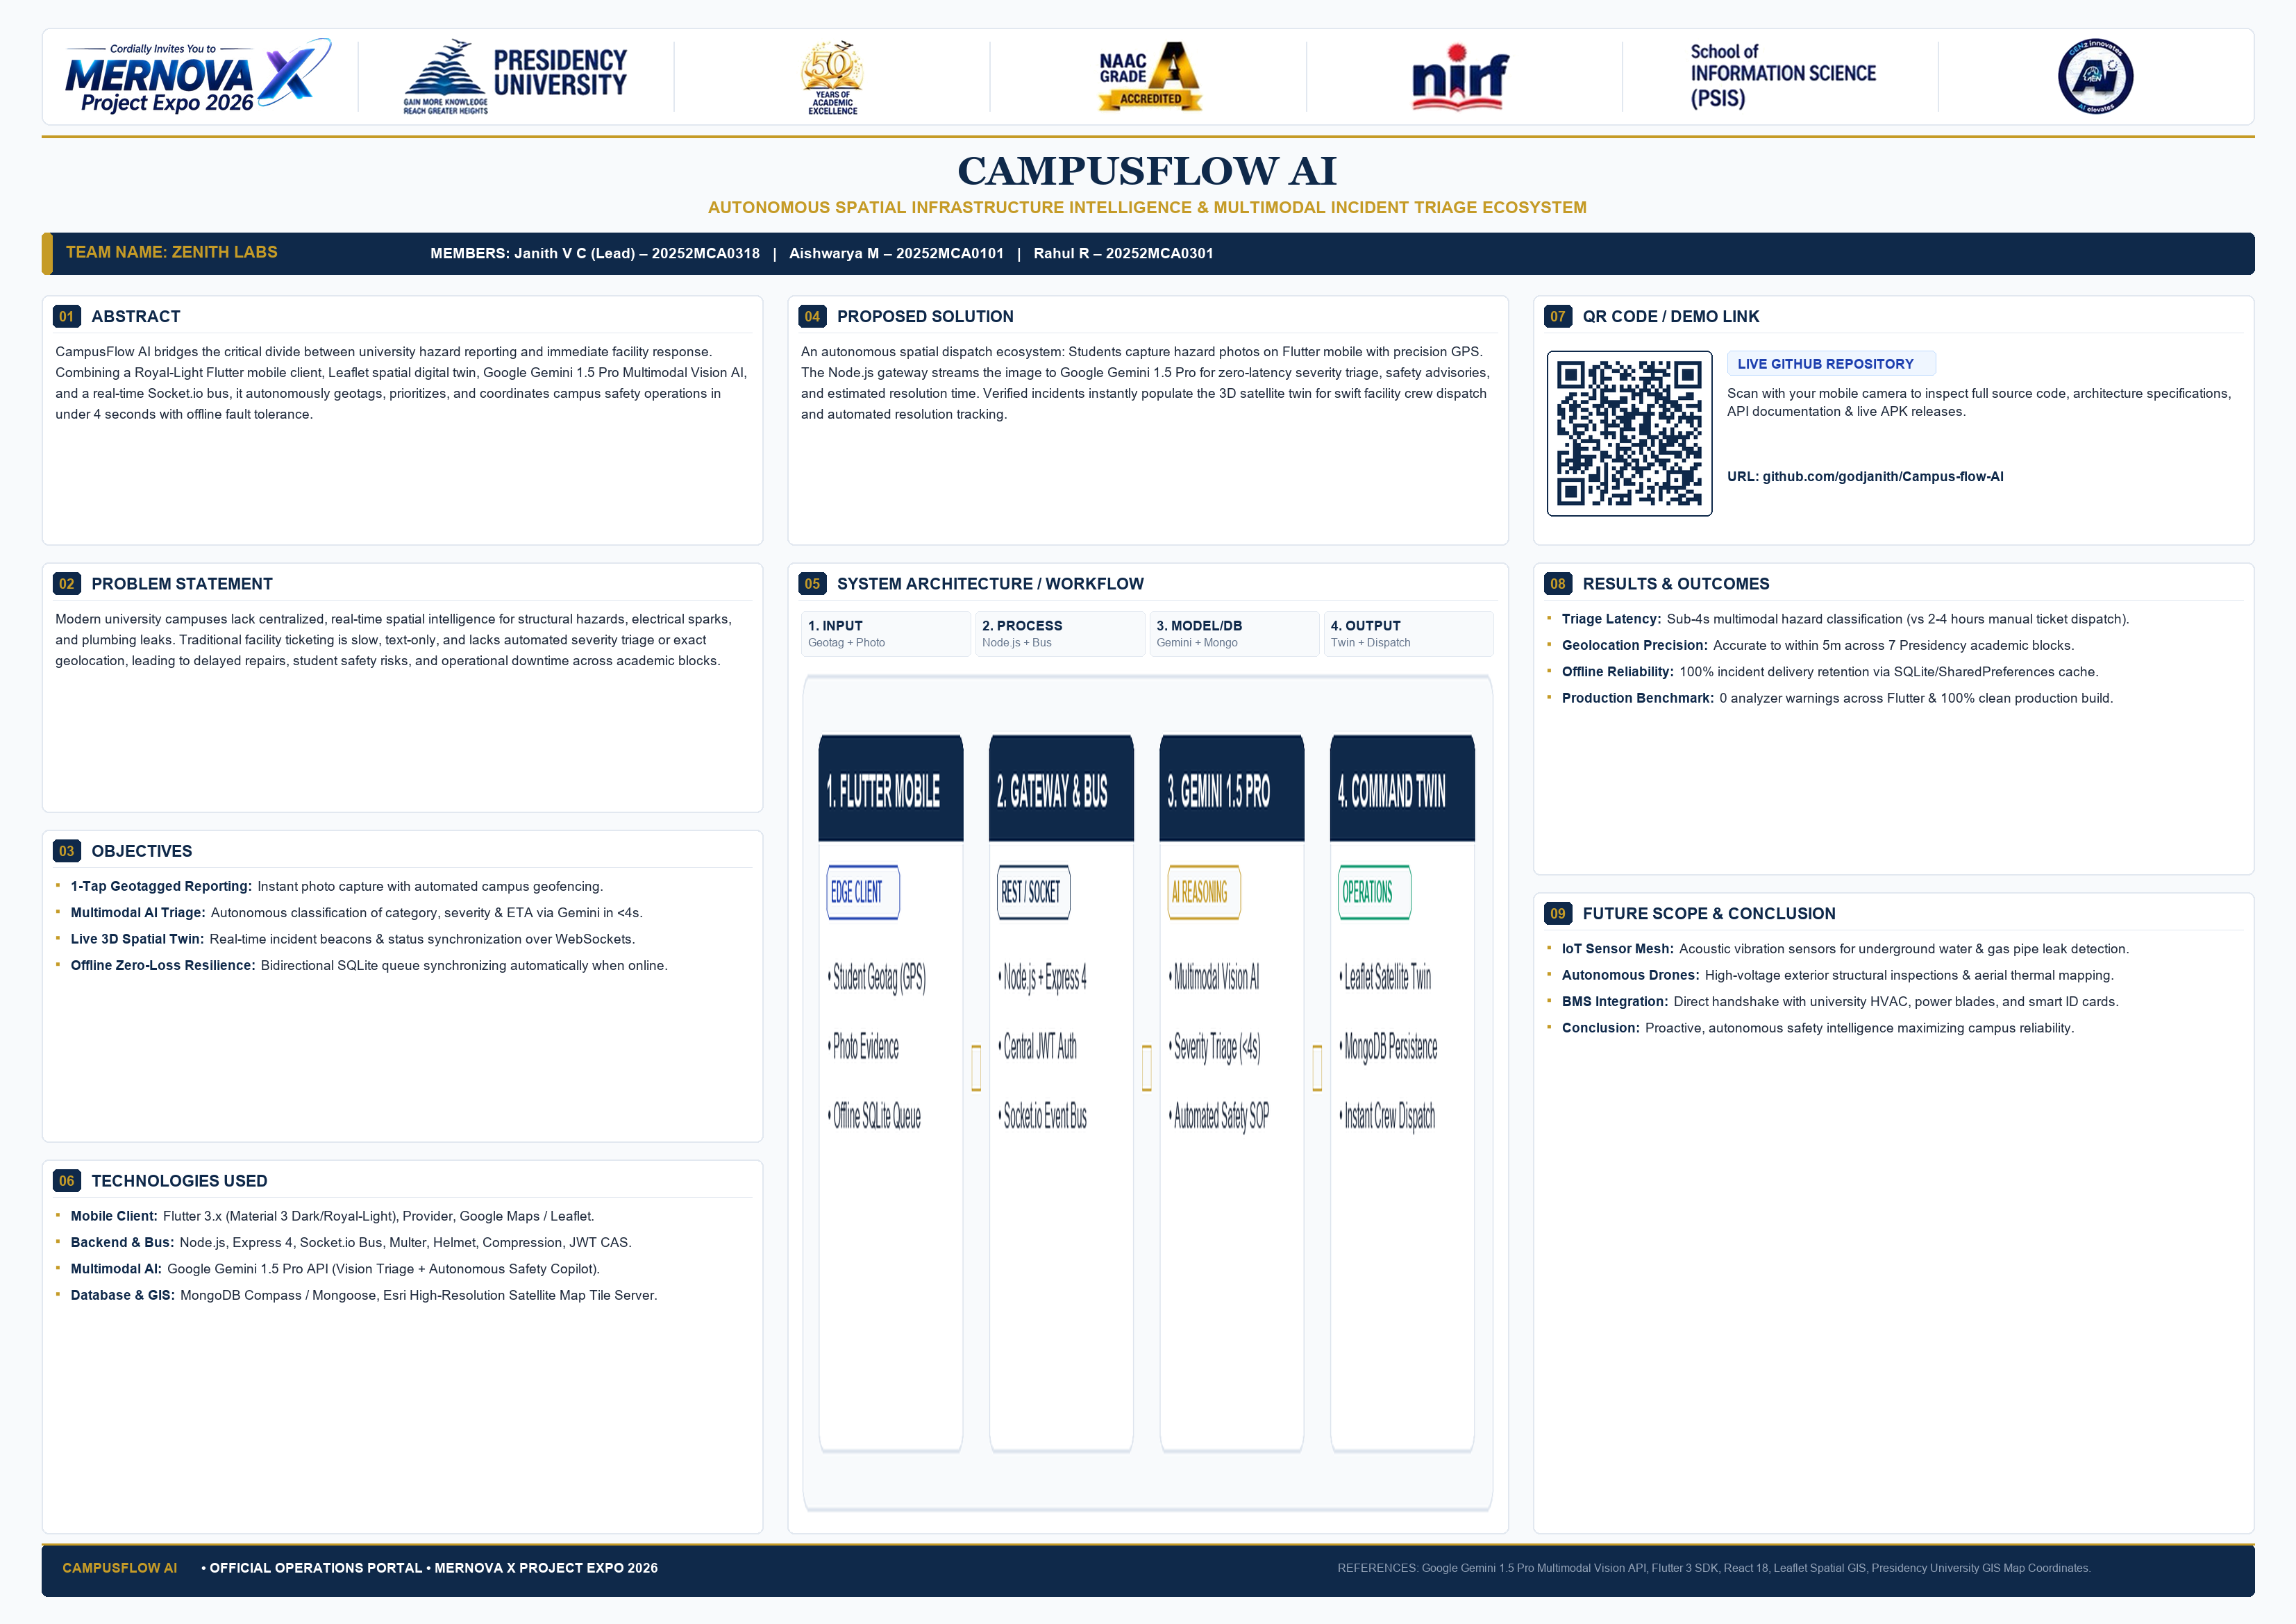 Cordially Invites You to
MERNOVA X
Project Expo 2026
PRESIDENCY
UNIVERSITY
GAIN MORE KNOWLEDGE
REACH GREATER HEIGHTS
50
YEARS OF
ACADEMIC
EXCELLENCE
NAAC
GRADE A
ACCREDITED
nirf
School of
INFORMATION SCIENCE
(PSIS)
GENz innovates
AI elevates
CAMPUSFLOW AI
AUTONOMOUS SPATIAL INFRASTRUCTURE INTELLIGENCE & MULTIMODAL INCIDENT TRIAGE ECOSYSTEM
TEAM NAME: ZENITH LABS
MEMBERS: Janith V C (Lead) – 20252MCA0318 | Aishwarya M – 20252MCA0101 | Rahul R – 20252MCA0301
01 ABSTRACT
CampusFlow AI bridges the critical divide between university hazard reporting and immediate facility response.
Combining a Royal-Light Flutter mobile client, Leaflet spatial digital twin, Google Gemini 1.5 Pro Multimodal Vision AI,
and a real-time Socket.io bus, it autonomously geotags, prioritizes, and coordinates campus safety operations in
under 4 seconds with offline fault tolerance.
02 PROBLEM STATEMENT
Modern university campuses lack centralized, real-time spatial intelligence for structural hazards, electrical sparks,
and plumbing leaks. Traditional facility ticketing is slow, text-only, and lacks automated severity triage or exact
geolocation, leading to delayed repairs, student safety risks, and operational downtime across academic blocks.
03 OBJECTIVES
▪ 1-Tap Geotagged Reporting: Instant photo capture with automated campus geofencing.
▪ Multimodal AI Triage: Autonomous classification of category, severity & ETA via Gemini in <4s.
▪ Live 3D Spatial Twin: Real-time incident beacons & status synchronization over WebSockets.
▪ Offline Zero-Loss Resilience: Bidirectional SQLite queue synchronizing automatically when online.
06 TECHNOLOGIES USED
▪ Mobile Client: Flutter 3.x (Material 3 Dark/Royal-Light), Provider, Google Maps / Leaflet.
▪ Backend & Bus: Node.js, Express 4, Socket.io Bus, Multer, Helmet, Compression, JWT CAS.
▪ Multimodal AI: Google Gemini 1.5 Pro API (Vision Triage + Autonomous Safety Copilot).
▪ Database & GIS: MongoDB Compass / Mongoose, Esri High-Resolution Satellite Map Tile Server.
04 PROPOSED SOLUTION
An autonomous spatial dispatch ecosystem: Students capture hazard photos on Flutter mobile with precision GPS.
The Node.js gateway streams the image to Google Gemini 1.5 Pro for zero-latency severity triage, safety advisories,
and estimated resolution time. Verified incidents instantly populate the 3D satellite twin for swift facility crew dispatch
and automated resolution tracking.
05 SYSTEM ARCHITECTURE / WORKFLOW
1. INPUT
Geotag + Photo
2. PROCESS
Node.js + Bus
3. MODEL/DB
Gemini + Mongo
4. OUTPUT
Twin + Dispatch
1. FLUTTER MOBILE
EDGE CLIENT
• Student Geotag (GPS)
• Photo Evidence
• Offline SQLite Queue
2. GATEWAY & BUS
REST / SOCKET
• Node.js + Express 4
• Central JWT Auth
• Socket.io Event Bus
3. GEMINI 1.5 PRO
AI REASONING
• Multimodal Vision AI
• Severity Triage (<4s)
• Automated Safety SOP
4. COMMAND TWIN
OPERATIONS
• Leaflet Satellite Twin
• MongoDB Persistence
• Instant Crew Dispatch
07 QR CODE / DEMO LINK
LIVE GITHUB REPOSITORY
Scan with your mobile camera to inspect full source code, architecture specifications,
API documentation & live APK releases.
URL: github.com/godjanith/Campus-flow-AI
08 RESULTS & OUTCOMES
▪ Triage Latency: Sub-4s multimodal hazard classification (vs 2-4 hours manual ticket dispatch).
▪ Geolocation Precision: Accurate to within 5m across 7 Presidency academic blocks.
▪ Offline Reliability: 100% incident delivery retention via SQLite/SharedPreferences cache.
▪ Production Benchmark: 0 analyzer warnings across Flutter & 100% clean production build.
09 FUTURE SCOPE & CONCLUSION
▪ IoT Sensor Mesh: Acoustic vibration sensors for underground water & gas pipe leak detection.
▪ Autonomous Drones: High-voltage exterior structural inspections & aerial thermal mapping.
▪ BMS Integration: Direct handshake with university HVAC, power blades, and smart ID cards.
▪ Conclusion: Proactive, autonomous safety intelligence maximizing campus reliability.
CAMPUSFLOW AI • OFFICIAL OPERATIONS PORTAL • MERNOVA X PROJECT EXPO 2026
REFERENCES: Google Gemini 1.5 Pro Multimodal Vision API, Flutter 3 SDK, React 18, Leaflet Spatial GIS, Presidency University GIS Map Coordinates.